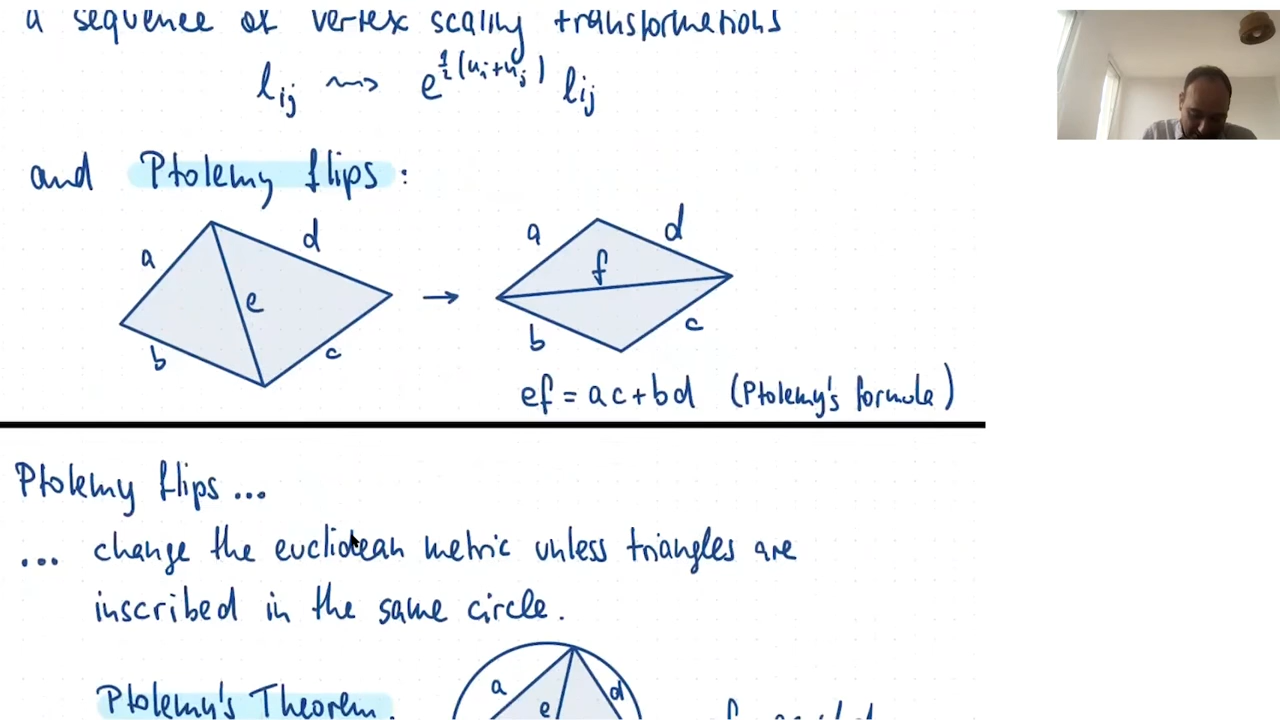 a sequence of vertex scaling transformations
l_ij ⇝ e^{½(u_i+u_j)} l_ij
and Ptolemy flips:
a d e b c
→
a d f b c
ef = ac + bd (Ptolemy's formula)
Ptolemy flips ...
... change the euclidean metric unless triangles are
inscribed in the same circle.
Ptolemy's Theorem.
a e d